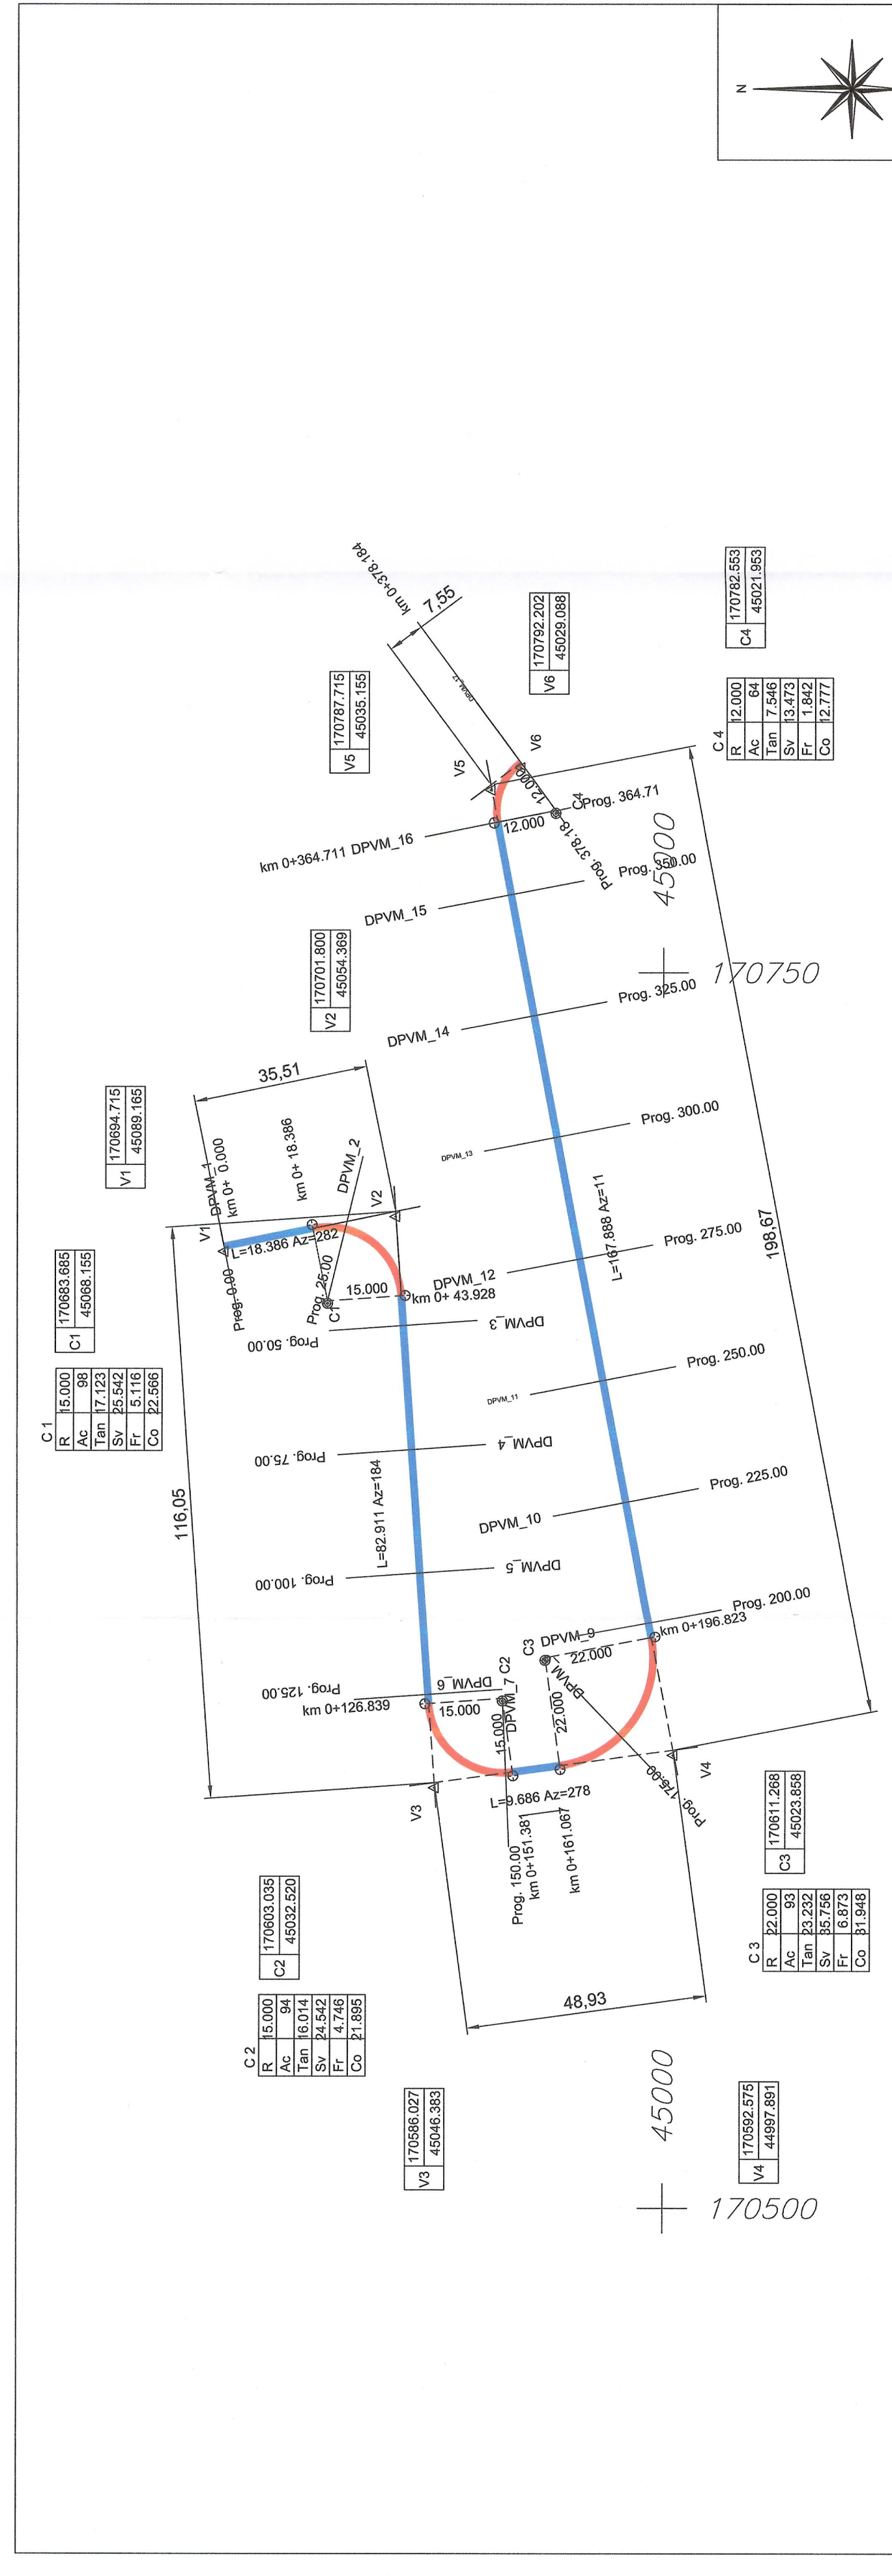 N
km 0+378.184
7,55
DPVM_17
V6
170792.202
45029.088
C4
170782.553
45021.953
V5
170787.715
45035.155
C 4
R 12.000
Ac 64
Tan 7.546
Sv 13.473
Fr 1.842
Co 12.777
V5
V6
12.000
C4
Prog. 364.71
12.000
km 0+364.711 DPVM_16
Prog. 378.18
Prog. 350.00
DPVM_15
45000
170750
V2
170701.800
45054.369
Prog. 325.00
DPVM_14
35,51
V1
170694.715
45089.165
Prog. 300.00
DPVM_13
DPVM_1
km 0+ 0.000
km 0+ 18.386
DPVM_2
V1
V2
L=18.386 Az=282
Prog. 0.00
Prog. 25.00
C1
15.000
km 0+ 43.928
DPVM_12
Prog. 275.00
198,67
L=167.888 Az=11
C1
170683.685
45068.155
Prog. 50.00
DPVM_3
C 1
R 15.000
Ac 98
Tan 17.123
Sv 25.542
Fr 5.116
Co 22.566
DPVM_11
Prog. 250.00
Prog. 75.00
DPVM_4
116,05
L=82.911 Az=184
DPVM_10
Prog. 225.00
Prog. 100.00
DPVM_5
Prog. 200.00
DPVM_9
km 0+196.823
C3
22.000
22.000
DPVM
Prog. 125.00
DPVM_6
C2
km 0+126.839
15.000
15.000
DPVM_7
V3
V4
L=9.686 Az=278
Prog. 175.00
Prog. 150.00
km 0+151.381
km 0+161.067
C3
170611.268
45023.858
C 3
R 22.000
Ac 93
Tan 23.232
Sv 35.756
Fr 6.873
Co 31.948
C2
170603.035
45032.520
C 2
R 15.000
Ac 94
Tan 16.014
Sv 24.542
Fr 4.746
Co 21.895
48,93
V3
170586.027
45046.383
45000
V4
170592.575
44997.891
170500